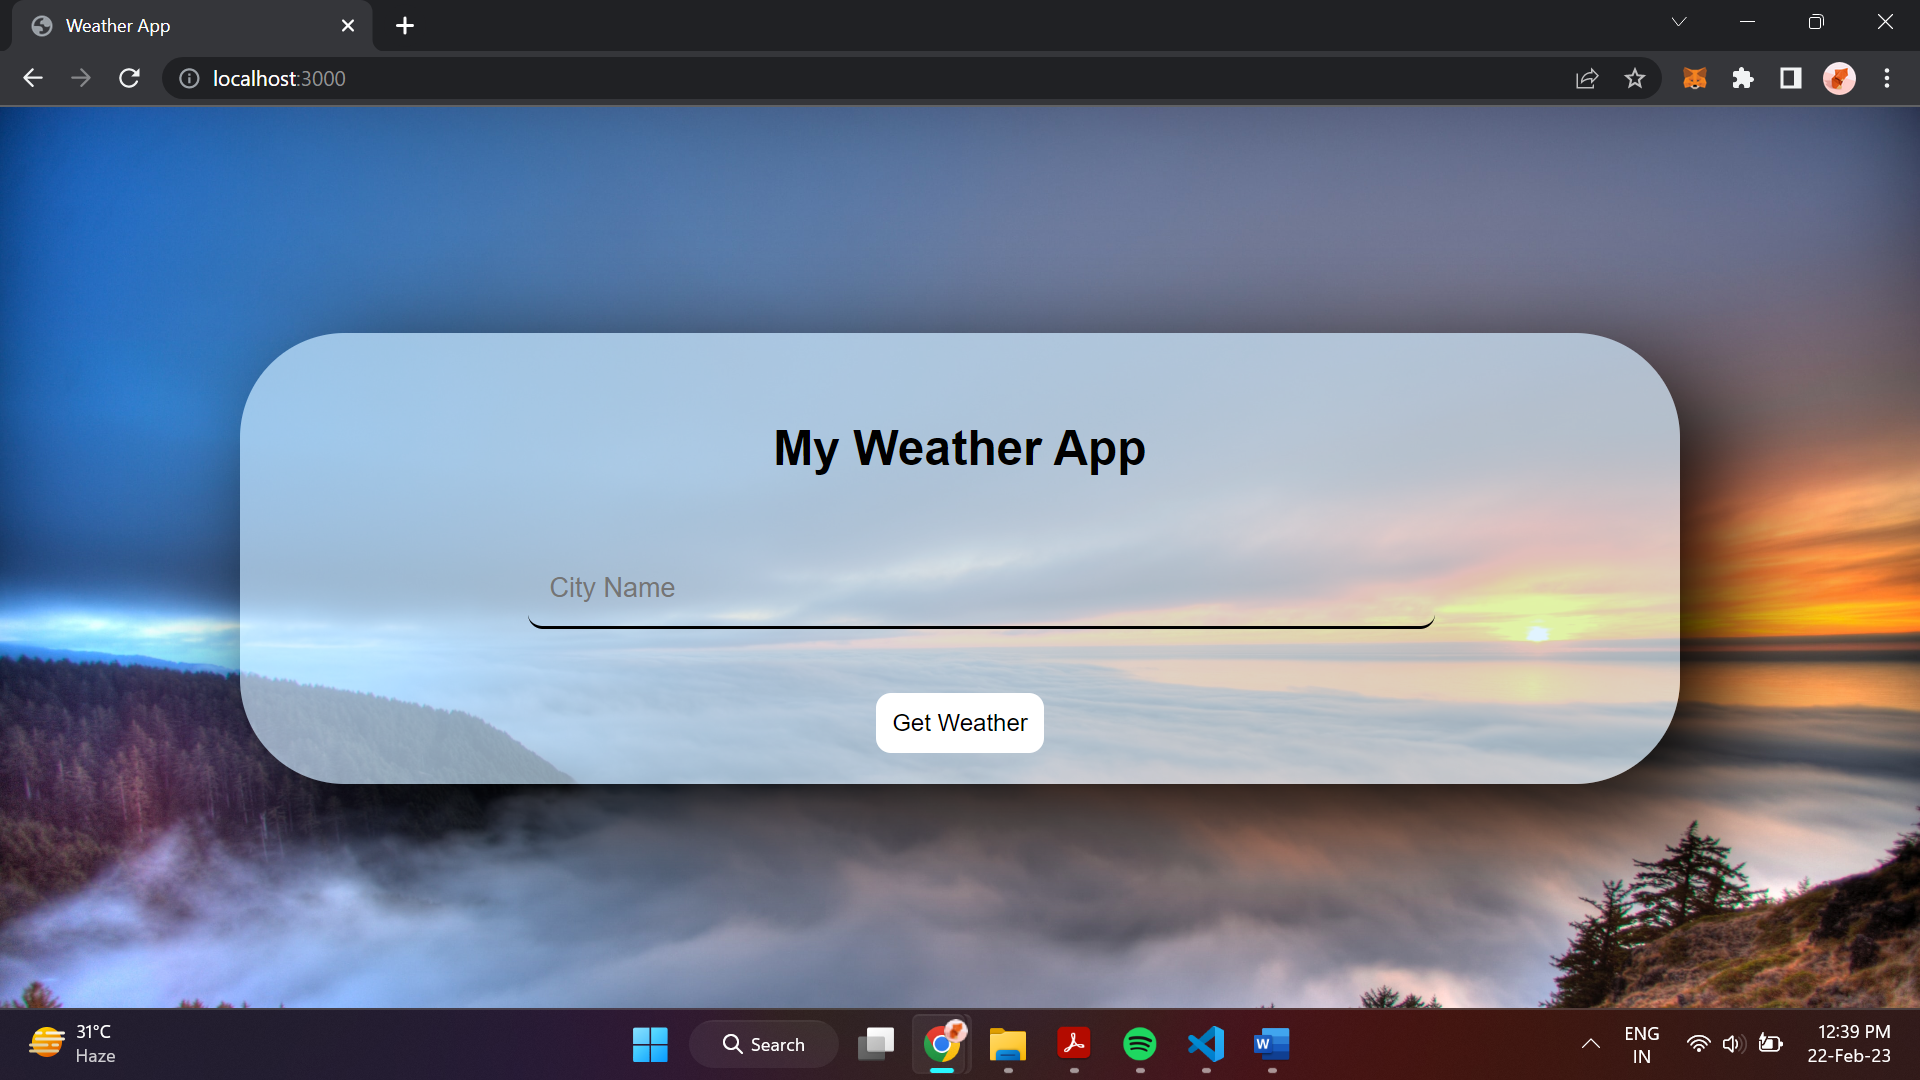 Weather App
localhost:3000
My Weather App
City Name
Get Weather
31°C
Haze
Search
W
ENG
IN
12:39 PM
22-Feb-23